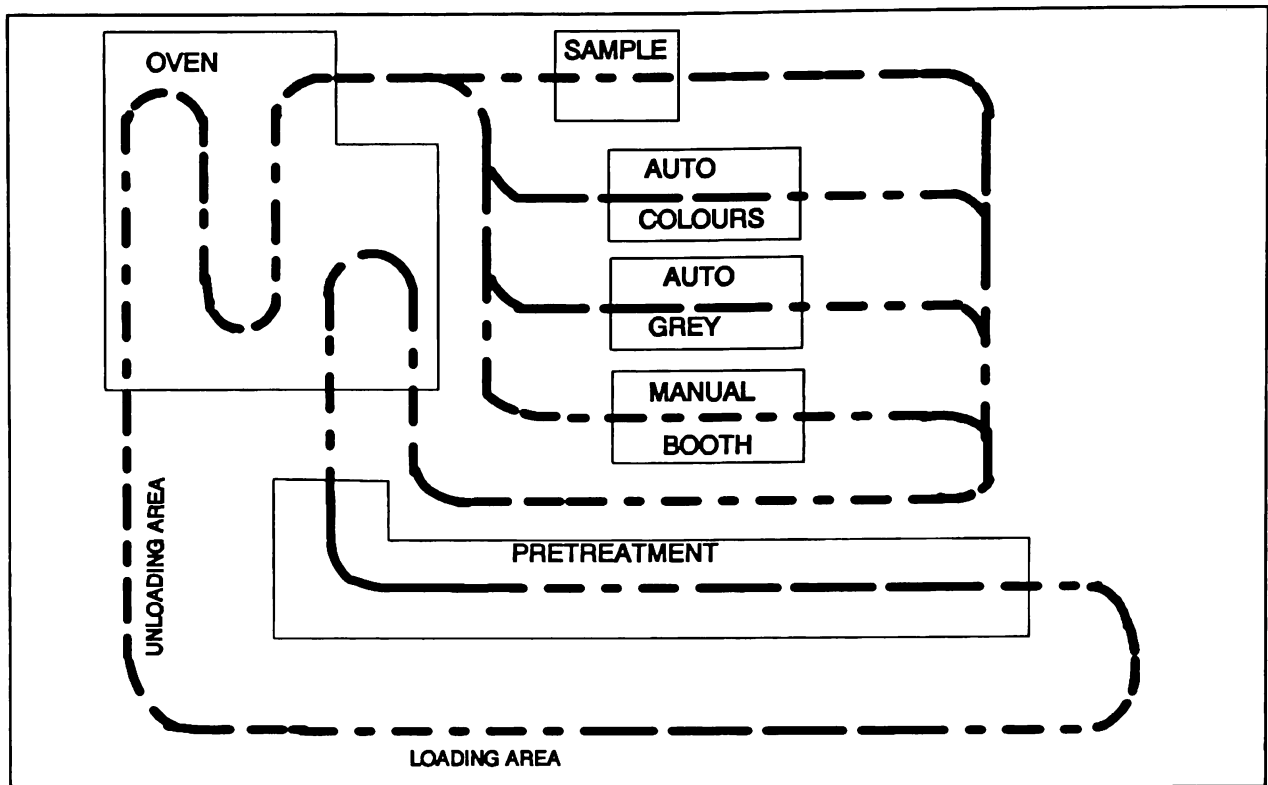 OVEN
SAMPLE
AUTO
COLOURS
AUTO
GREY
MANUAL
BOOTH
PRETREATMENT
UNLOADING AREA
LOADING AREA